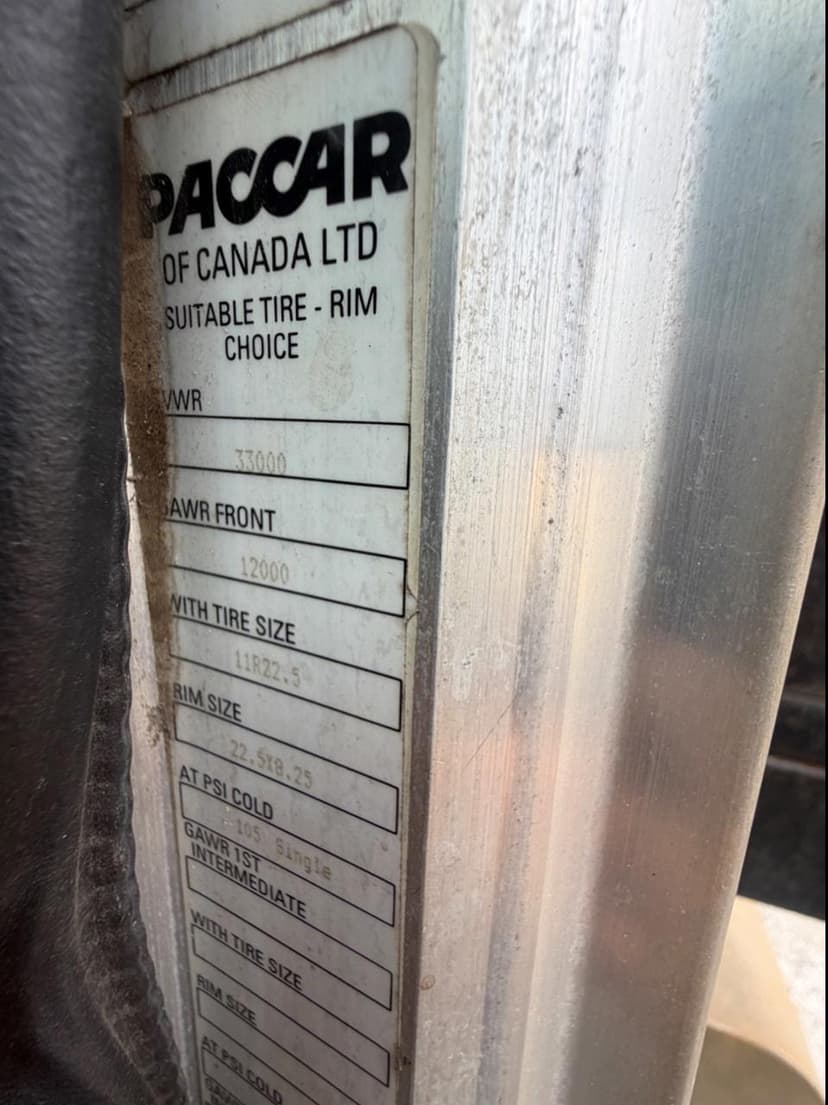 PACCAR
OF CANADA LTD
SUITABLE TIRE - RIM
CHOICE
VWR
33000
GAWR FRONT
12000
WITH TIRE SIZE
11R22.5
RIM SIZE
22.5X8.25
AT PSI COLD
105 Single
GAWR 1ST
INTERMEDIATE
WITH TIRE SIZE
RIM SIZE
AT PSI COLD